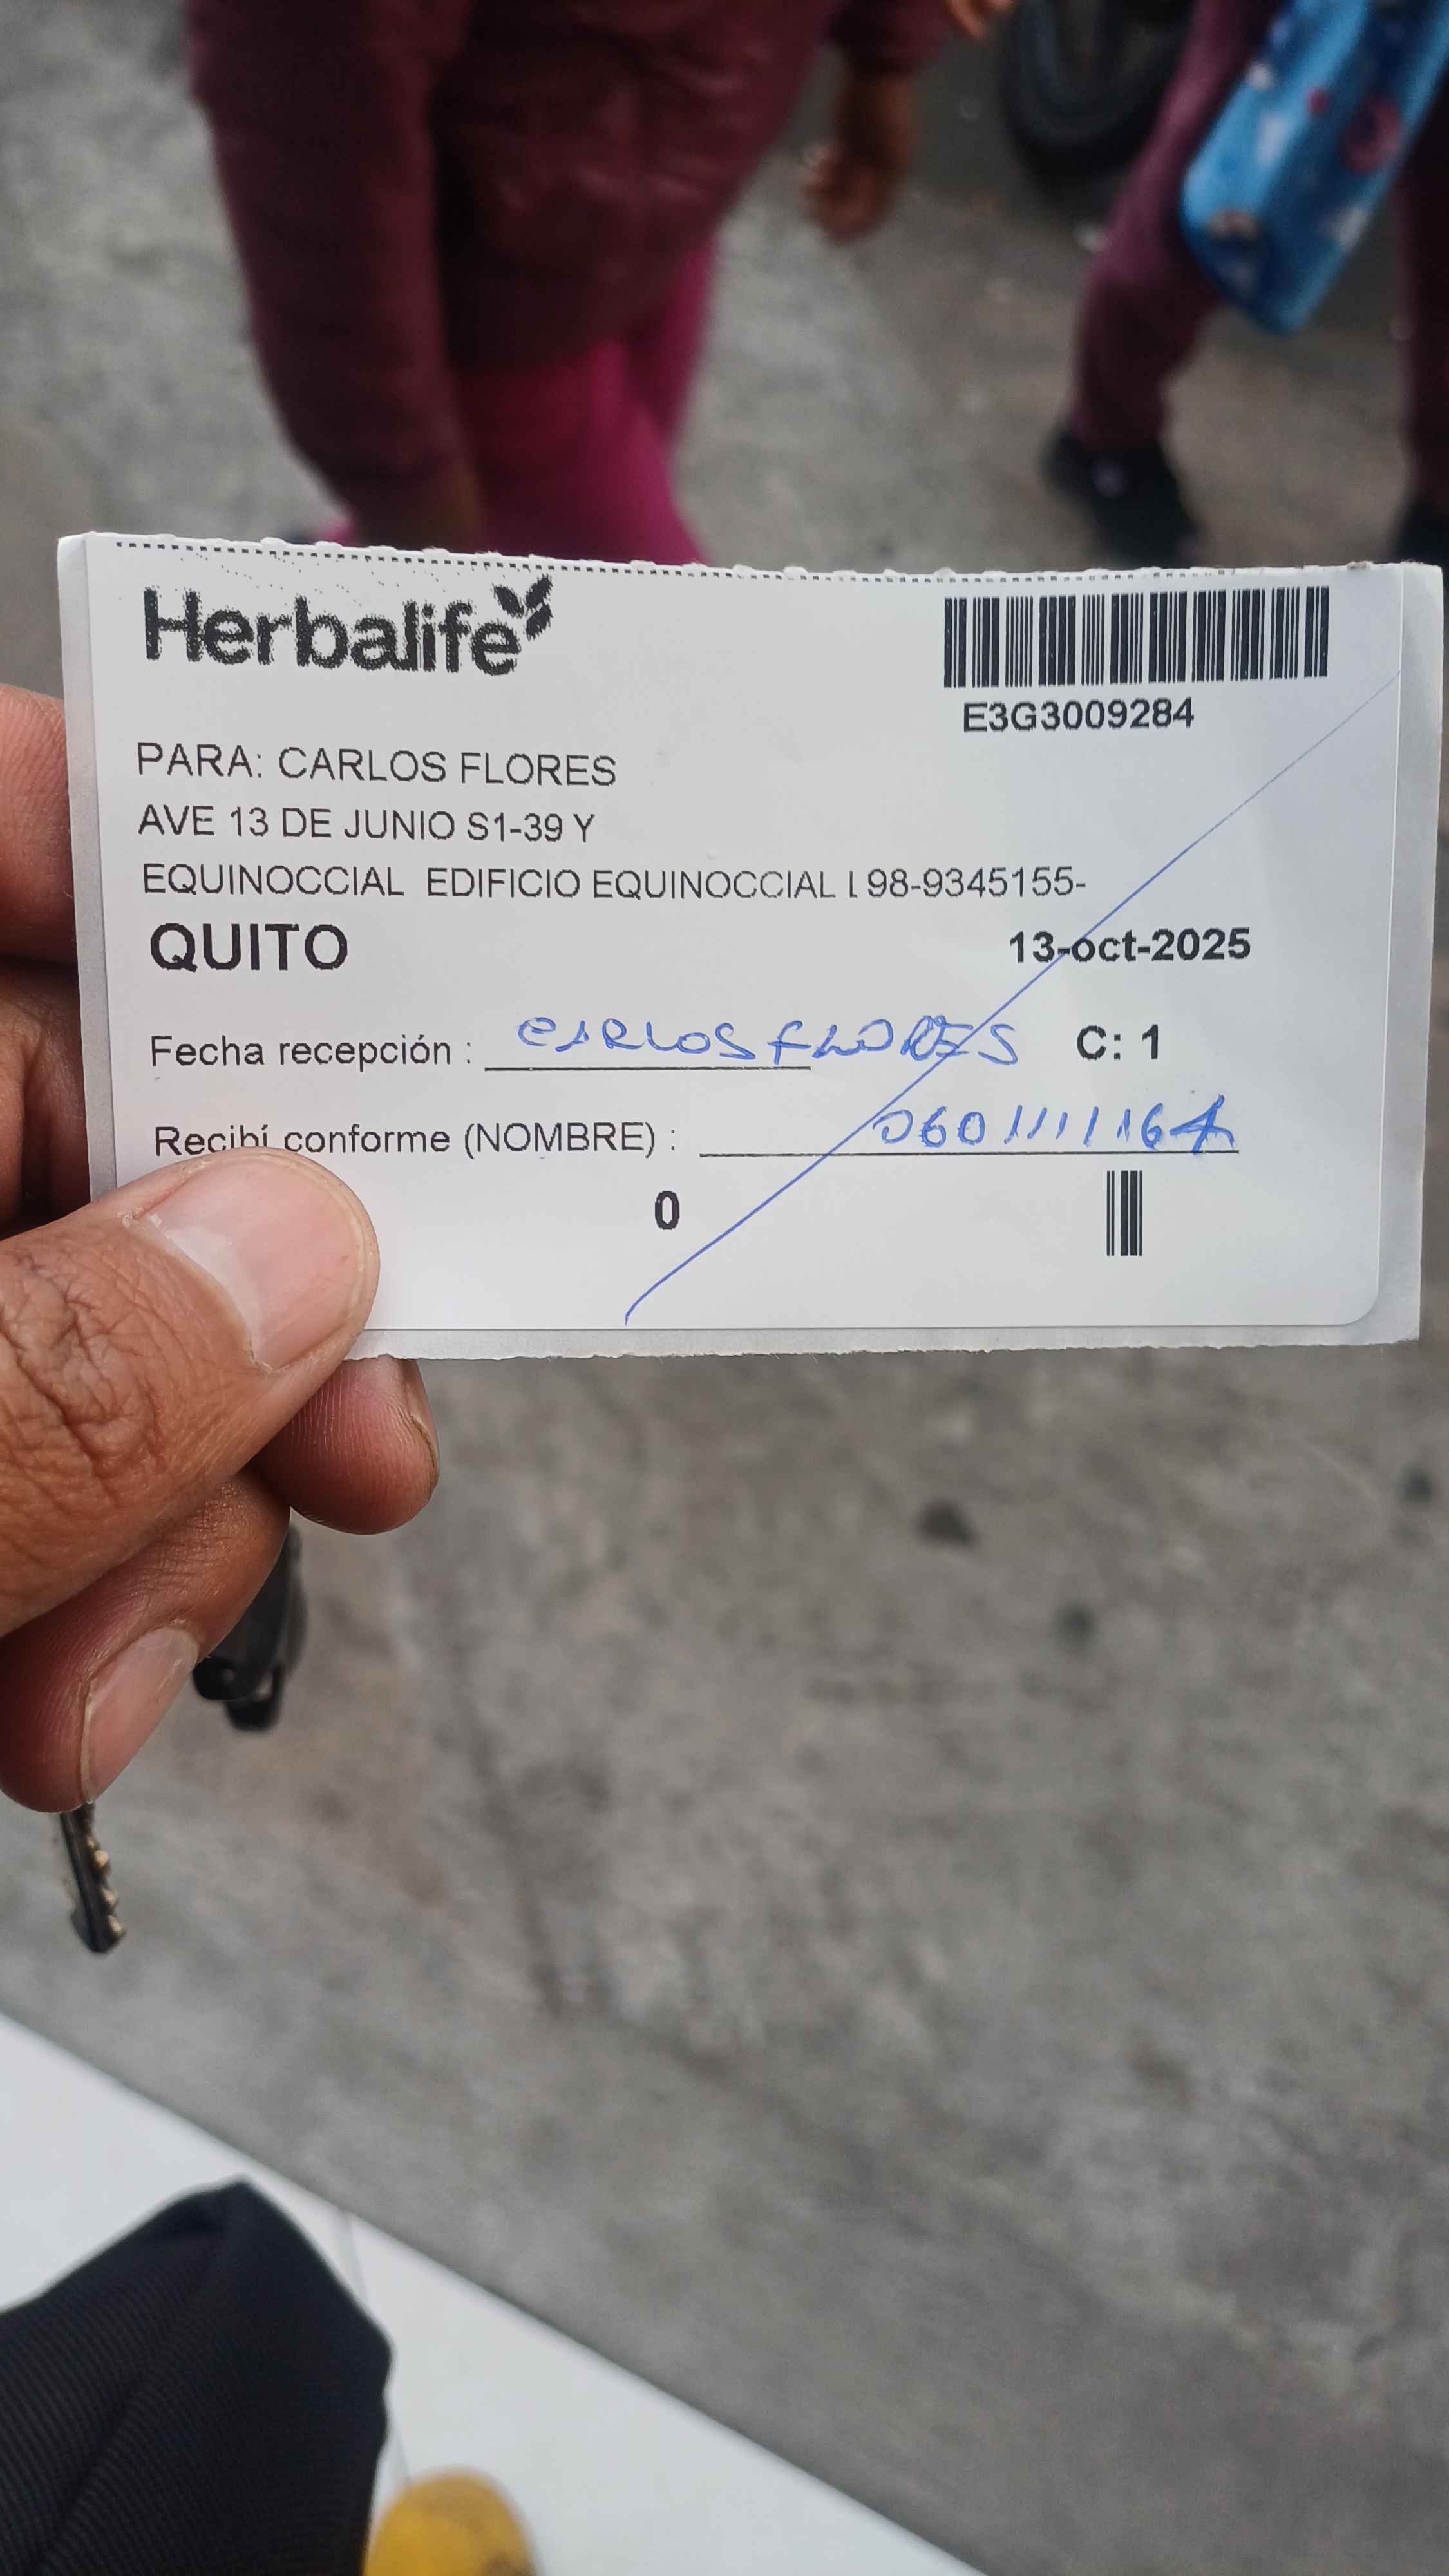 Herbalife
E3G3009284
PARA: CARLOS FLORES
AVE 13 DE JUNIO S1-39 Y
EQUINOCCIAL EDIFICIO EQUINOCCIAL L 98-9345155-
QUITO 13-oct-2025
Fecha recepción : CARLOS FLORES C: 1
Recibí conforme (NOMBRE) :
0